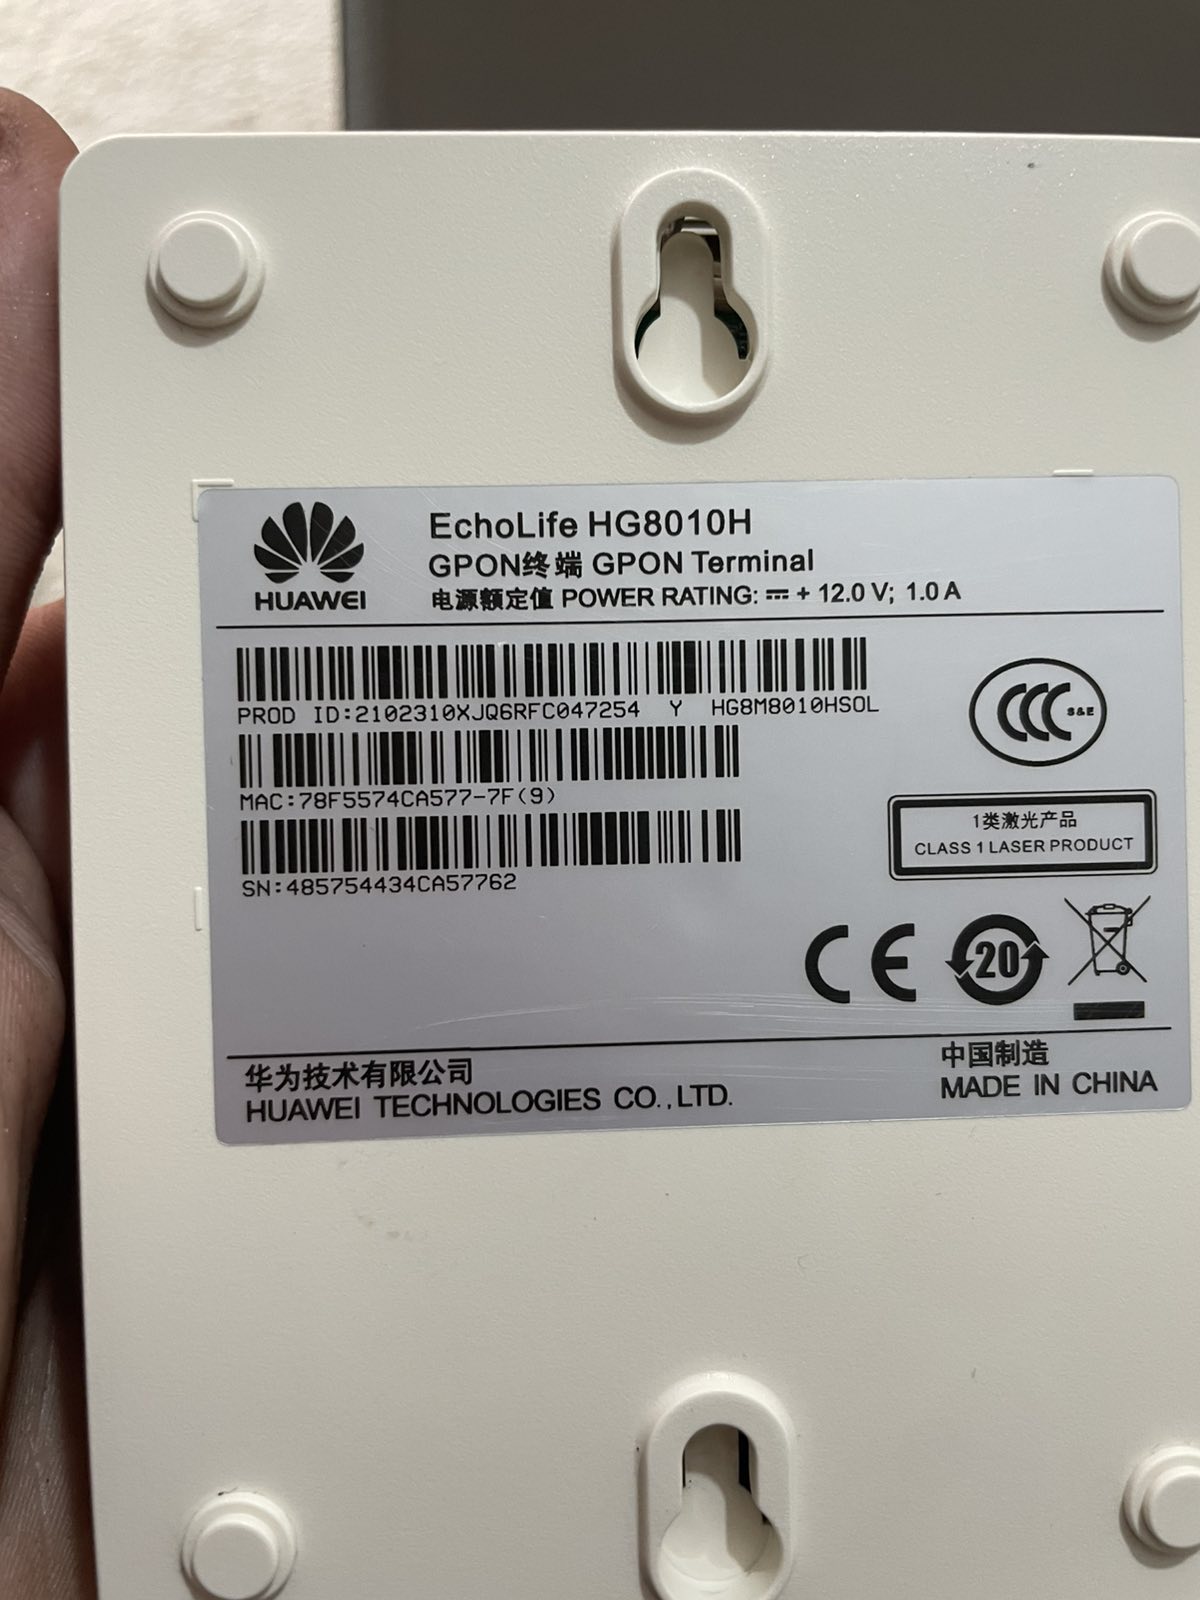 EchoLife HG8010H
GPON终端 GPON Terminal
HUAWEI
电源额定值 POWER RATING: ⎓ + 12.0 V; 1.0 A
PROD ID:2102310XJQ6RFC047254 Y HG8M8010HSOL
CCC S&E
MAC:78F5574CA577-7F(9)
1类激光产品
CLASS 1 LASER PRODUCT
SN:485754434CA57762
CE 20
华为技术有限公司
HUAWEI TECHNOLOGIES CO.,LTD.
中国制造
MADE IN CHINA